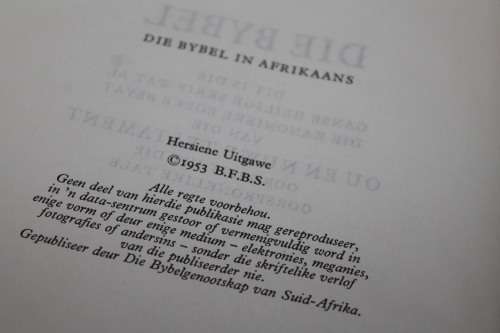 DIE BYBEL IN AFRIKAANS
Hersiene Uitgawe
©1953 B.F.B.S.
Alle regte voorbehou.
Geen deel van hierdie publikasie mag gereproduseer,
in 'n data-sentrum gestoor of vermenigvuldig word in
enige vorm of deur enige medium – elektronies, meganies,
fotografies of andersins – sonder die skriftelike verlof
van die publiseerder nie.
Gepubliseer deur Die Bybelgenootskap van Suid-Afrika.